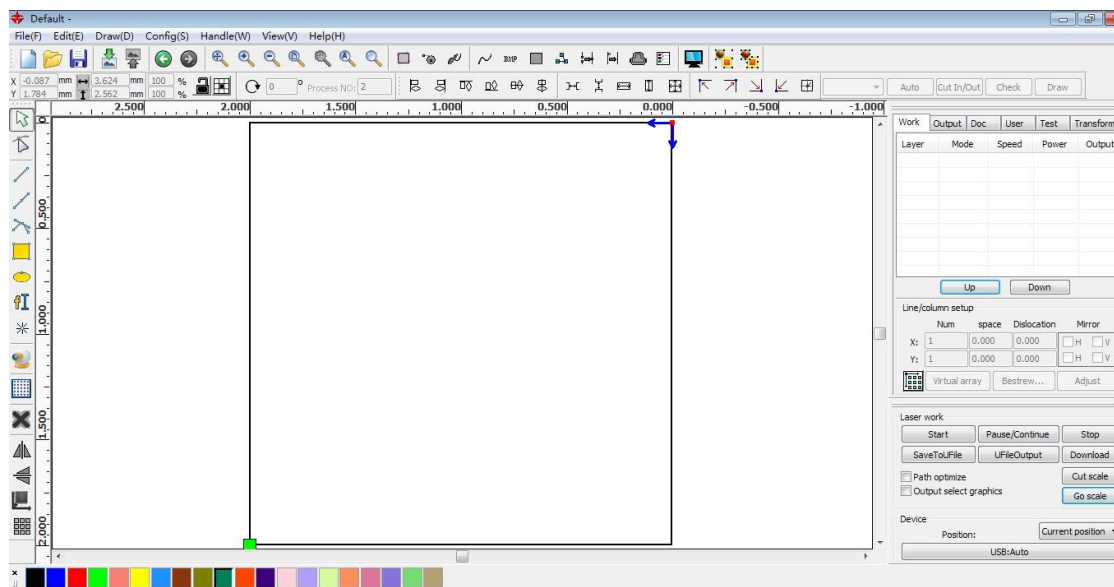 Default -
File(F) Edit(E) Draw(D) Config(S) Handle(W) View(V) Help(H)
BMP
X -0.087 mm 3.624 mm 100 % 0 ° Process NO: 2 Auto Cut In/Out Check Draw
Y 1.784 mm 2.562 mm 100 %
2.500 2.000 1.500 1.000 0.500 0.000 -0.500 -1.000
0
0.500
1.000
1.500
2.000
Work Output Doc User Test Transform
Layer Mode Speed Power Output
Up Down
Line/column setup
Num space Dislocation Mirror
X: 1 0.000 0.000 H V
Y: 1 0.000 0.000 H V
Virtual array Bestrew... Adjust
Laser work
Start Pause/Continue Stop
SaveToUFile UFileOutput Download
Path optimize Cut scale
Output select graphics Go scale
Device
Position: Current position
USB:Auto